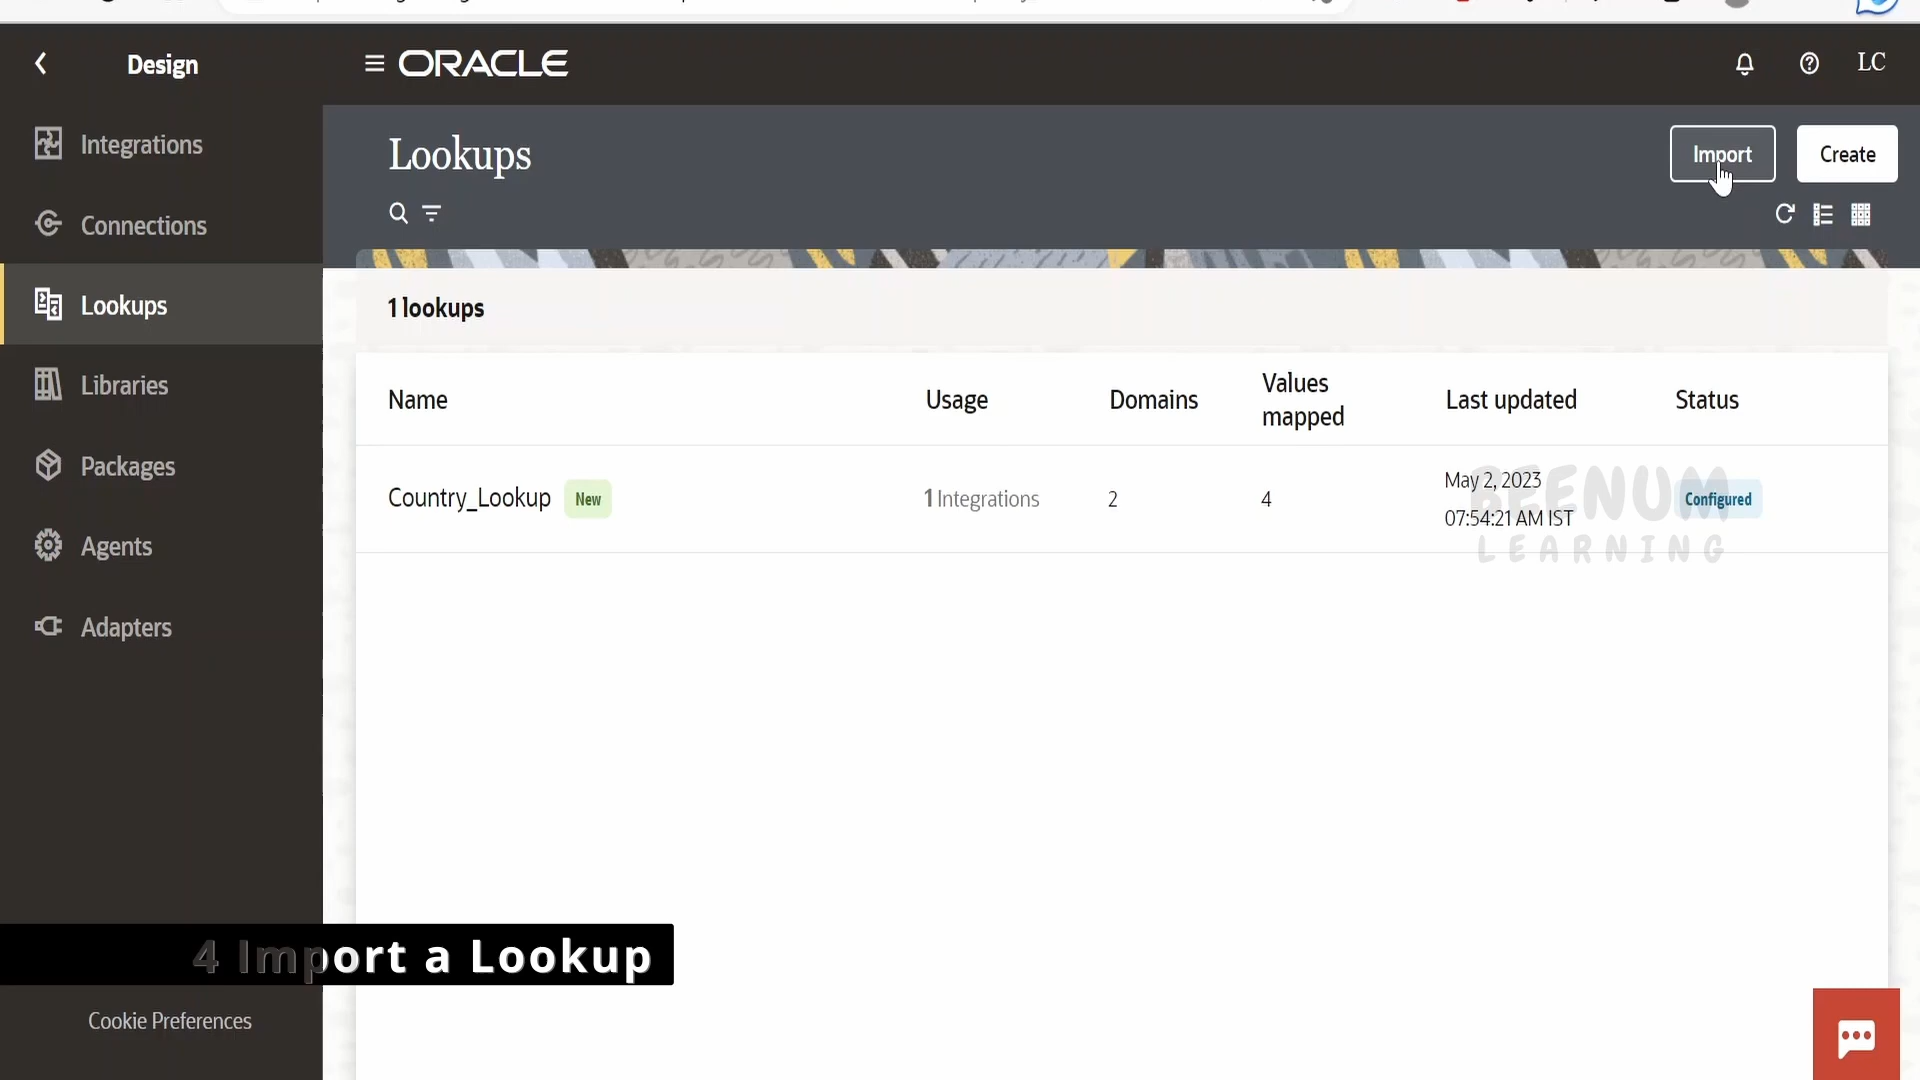 Design
ORACLE
LC
Integrations
Connections
Lookups
Libraries
Packages
Agents
Adapters
Cookie Preferences
Lookups
Import
Create
1 lookups
Name
Usage
Domains
Values
mapped
Last updated
Status
Country_Lookup
New
1 Integrations
2
4
May 2, 2023
07:54:21 AM IST
Configured
BEENUM
LEARNING
4 Import a Lookup